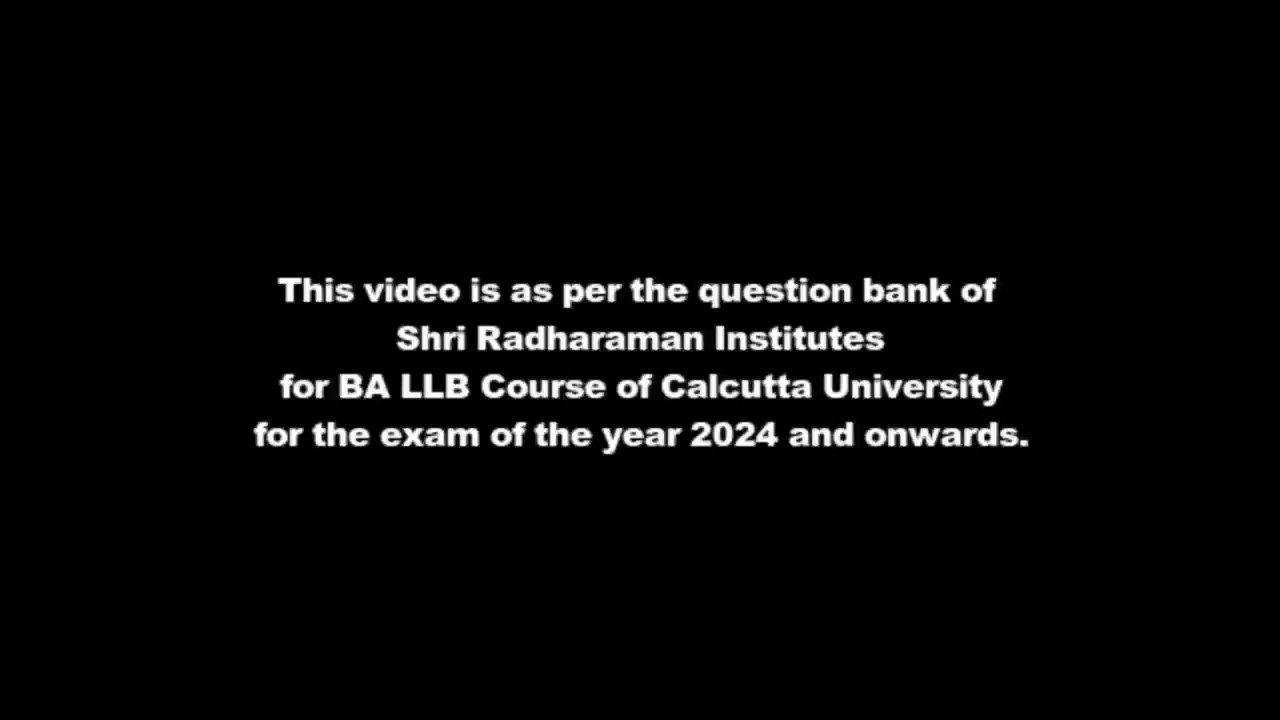 This video is as per the question bank of
Shri Radharaman Institutes
for BA LLB Course of Calcutta University
for the exam of the year 2024 and onwards.